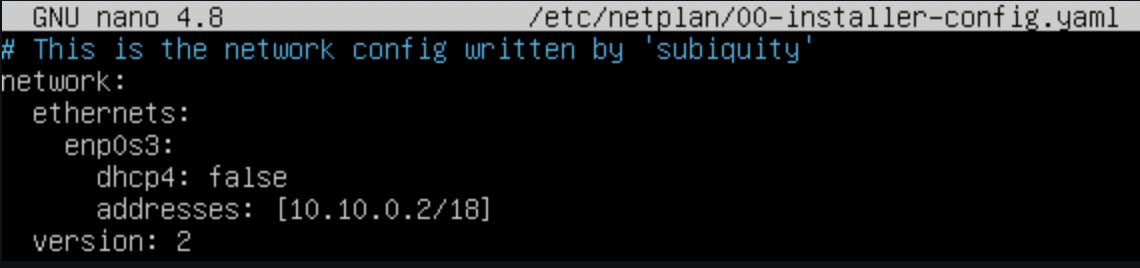 GNU nano 4.8 /etc/netplan/00-installer-config.yaml
# This is the network config written by 'subiquity'
network:
  ethernets:
    enp0s3:
      dhcp4: false
      addresses: [10.10.0.2/18]
  version: 2